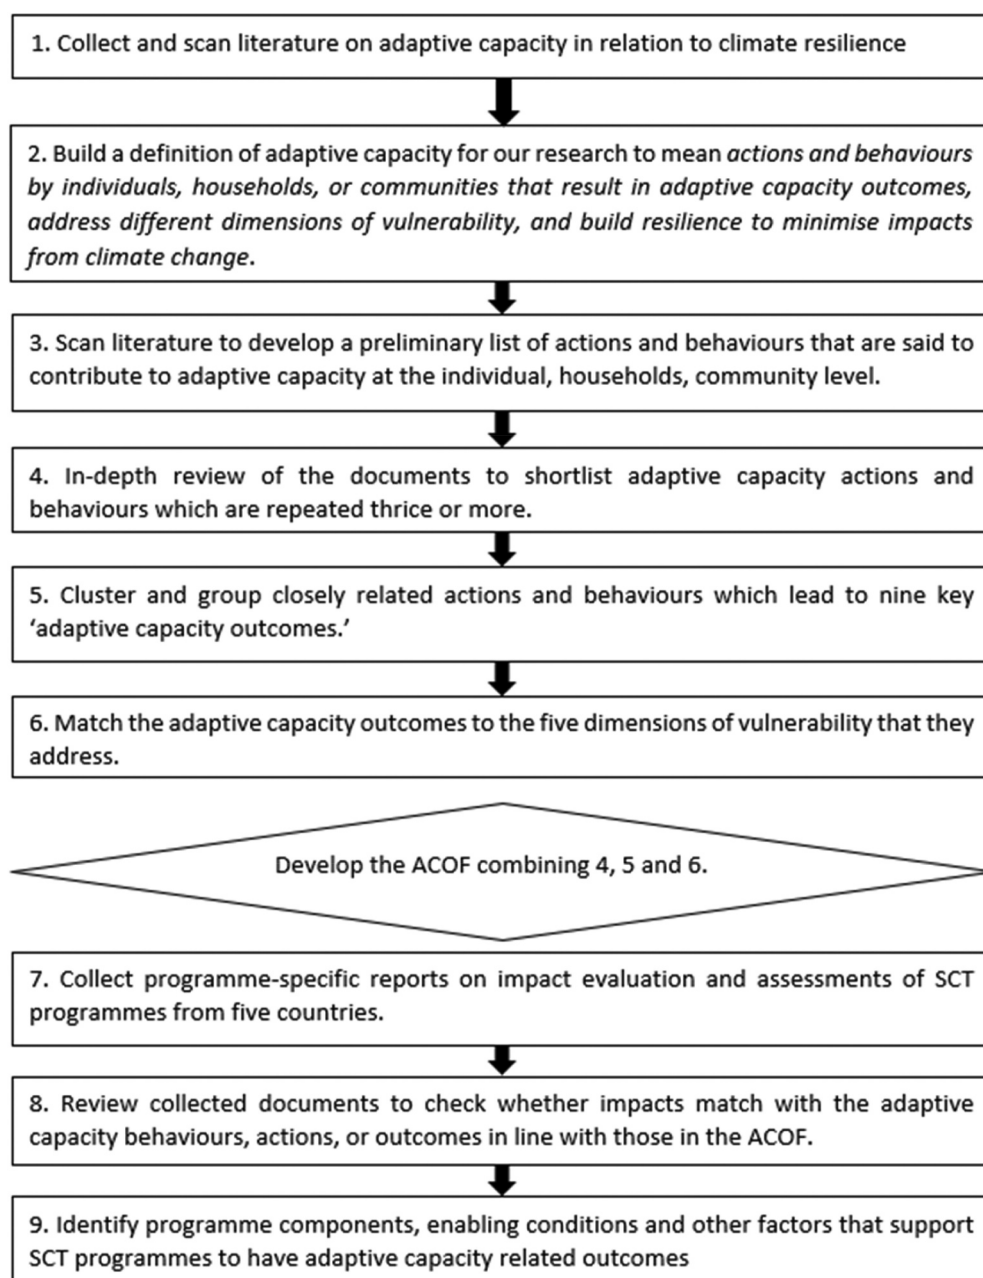 1. Collect and scan literature on adaptive capacity in relation to climate resilience
2. Build a definition of adaptive capacity for our research to mean actions and behaviours
by individuals, households, or communities that result in adaptive capacity outcomes,
address different dimensions of vulnerability, and build resilience to minimise impacts
from climate change.
3. Scan literature to develop a preliminary list of actions and behaviours that are said to
contribute to adaptive capacity at the individual, households, community level.
4. In-depth review of the documents to shortlist adaptive capacity actions and
behaviours which are repeated thrice or more.
5. Cluster and group closely related actions and behaviours which lead to nine key
‘adaptive capacity outcomes.’
6. Match the adaptive capacity outcomes to the five dimensions of vulnerability that they
address.
Develop the ACOF combining 4, 5 and 6.
7. Collect programme-specific reports on impact evaluation and assessments of SCT
programmes from five countries.
8. Review collected documents to check whether impacts match with the adaptive
capacity behaviours, actions, or outcomes in line with those in the ACOF.
9. Identify programme components, enabling conditions and other factors that support
SCT programmes to have adaptive capacity related outcomes